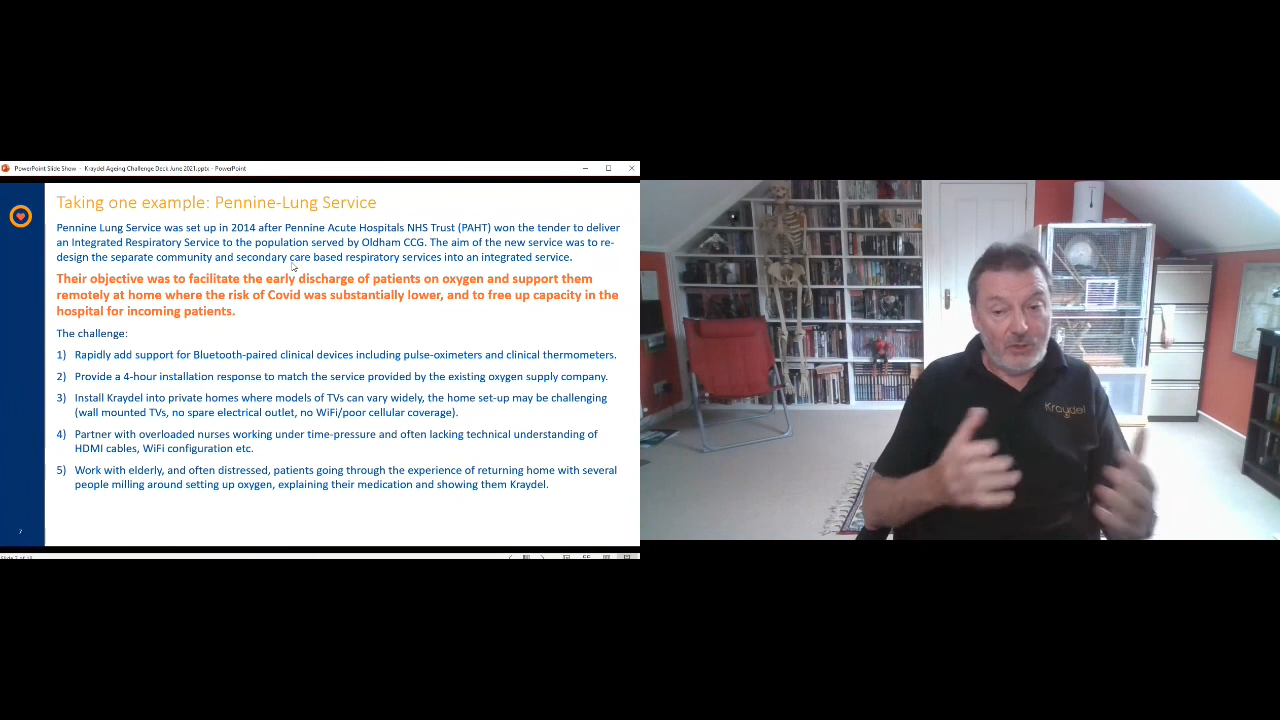 PowerPoint Slide Show - Kraydel Ageing Challenge Deck June 2021.pptx - PowerPoint
Taking one example: Pennine-Lung Service
Pennine Lung Service was set up in 2014 after Pennine Acute Hospitals NHS Trust (PAHT) won the tender to deliver
an Integrated Respiratory Service to the population served by Oldham CCG. The aim of the new service was to re-
design the separate community and secondary care based respiratory services into an integrated service.
Their objective was to facilitate the early discharge of patients on oxygen and support them
remotely at home where the risk of Covid was substantially lower, and to free up capacity in the
hospital for incoming patients.
The challenge:
1) Rapidly add support for Bluetooth-paired clinical devices including pulse-oximeters and clinical thermometers.
2) Provide a 4-hour installation response to match the service provided by the existing oxygen supply company.
3) Install Kraydel into private homes where models of TVs can vary widely, the home set-up may be challenging
(wall mounted TVs, no spare electrical outlet, no WiFi/poor cellular coverage).
4) Partner with overloaded nurses working under time-pressure and often lacking technical understanding of
HDMI cables, WiFi configuration etc.
5) Work with elderly, and often distressed, patients going through the experience of returning home with several
people milling around setting up oxygen, explaining their medication and showing them Kraydel.
7
Kraydel